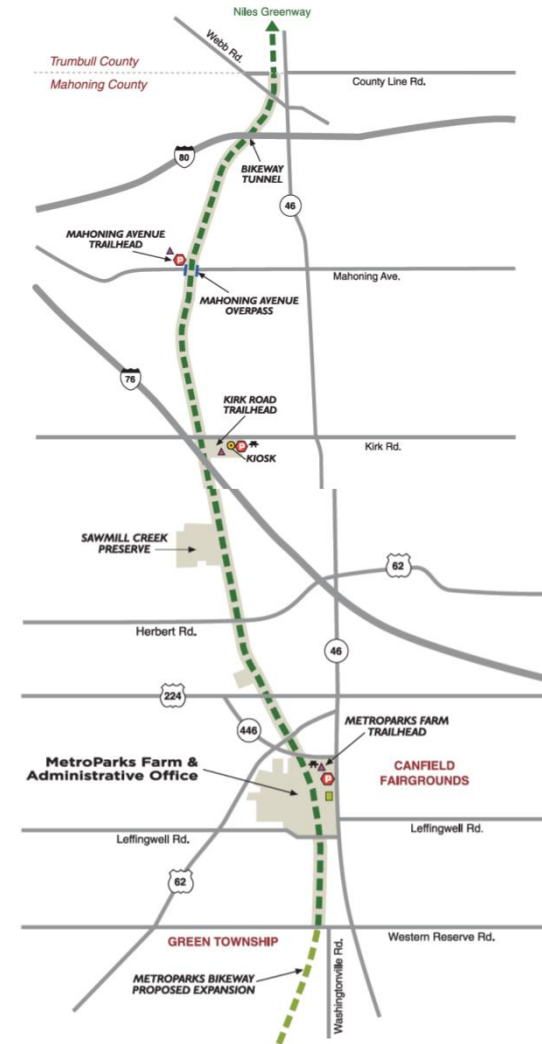 Niles Greenway
Webb Rd.
Trumbull County
Mahoning County
County Line Rd.
80
BIKEWAY
TUNNEL
46
MAHONING AVENUE
TRAILHEAD
P
Mahoning Ave.
MAHONING AVENUE
OVERPASS
76
KIRK ROAD
TRAILHEAD
P
Kirk Rd.
KIOSK
SAWMILL CREEK
PRESERVE
62
Herbert Rd.
46
224
446
METROPARKS FARM
TRAILHEAD
MetroParks Farm &
Administrative Office
P
CANFIELD
FAIRGROUNDS
Leffingwell Rd.
Leffingwell Rd.
62
GREEN TOWNSHIP
Western Reserve Rd.
METROPARKS BIKEWAY
PROPOSED EXPANSION
Washingtonville Rd.